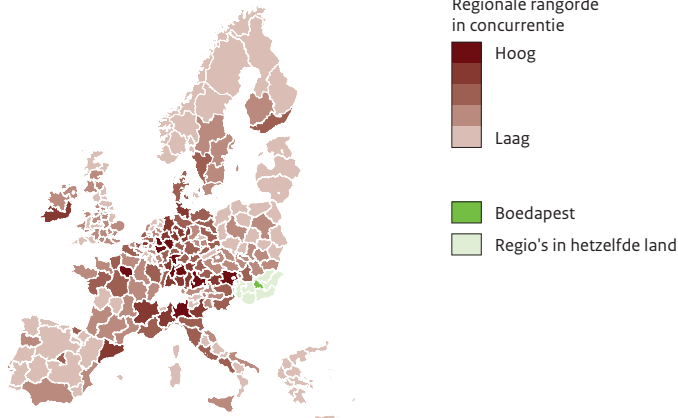 Regionale rangorde
in concurrentie
Hoog
Laag
Boedapest
Regio's in hetzelfde land